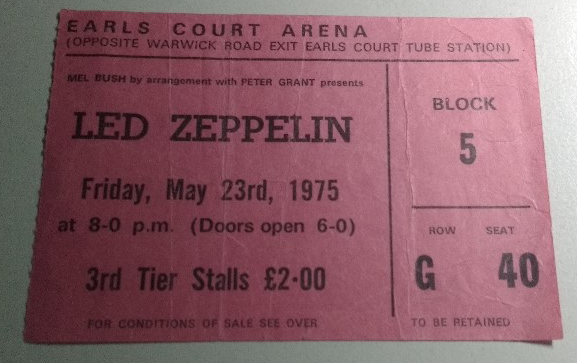 EARLS COURT ARENA
(OPPOSITE WARWICK ROAD EXIT EARLS COURT TUBE STATION)
MEL BUSH by arrangement with PETER GRANT presents
LED ZEPPELIN
Friday, May 23rd, 1975
at 8-0 p.m. (Doors open 6-0)
3rd Tier Stalls £2·00
FOR CONDITIONS OF SALE SEE OVER
BLOCK
5
ROW SEAT
G 40
TO BE RETAINED